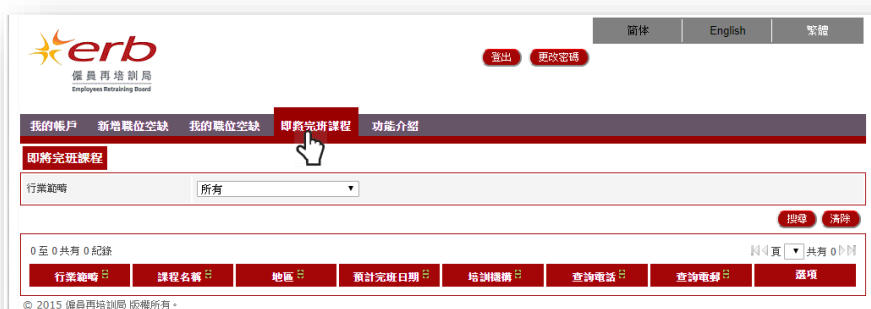 简体 English 繁體
erb
僱員再培訓局
Employees Retraining Board
登出 更改密碼
我的帳戶 新增職位空缺 我的職位空缺 即將完班課程 功能介紹
即將完班課程
行業範疇 所有
搜尋 清除
0 至 0 共有 0 紀錄 頁 共有 0
行業範疇 課程名稱 地區 預計完班日期 培訓機構 查詢電話 查詢電郵 選項
© 2015 僱員再培訓局 版權所有。